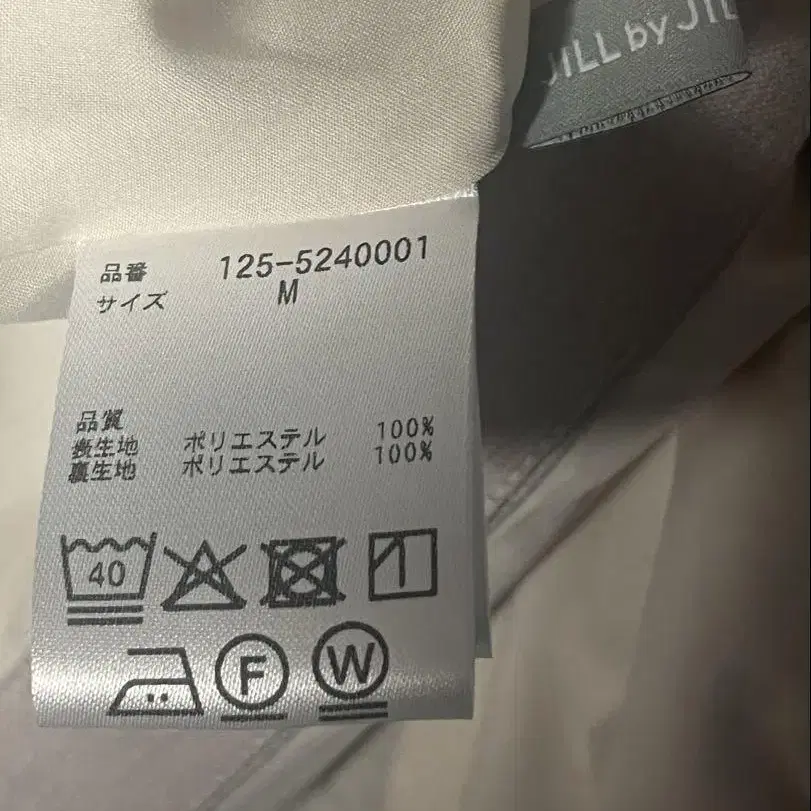 JILL by JIL
品番 125-5240001
サイズ M
品質
表生地 ポリエステル 100%
裏生地 ポリエステル 100%
40
F
W